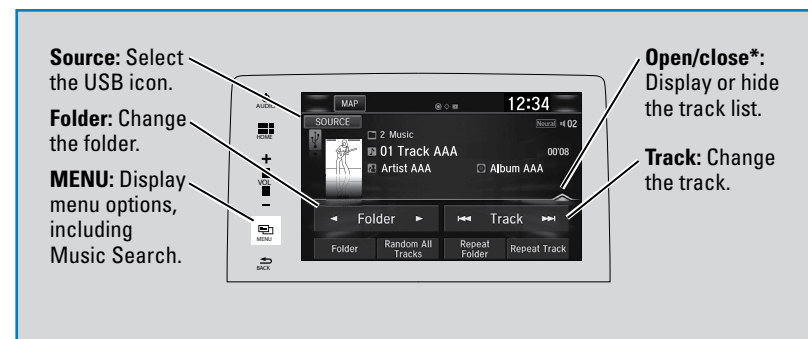 Source: Select
the USB icon.
Folder: Change
the folder.
MENU: Display
menu options,
including
Music Search.
AUDIO
HOME
+
VOL
−
MENU
BACK
MAP
12:34
SOURCE
Neural
02
2 Music
01 Track AAA
00'08
Artist AAA
Album AAA
Folder
Track
Folder
Random All
Tracks
Repeat
Folder
Repeat Track
Open/close*:
Display or hide
the track list.
Track: Change
the track.